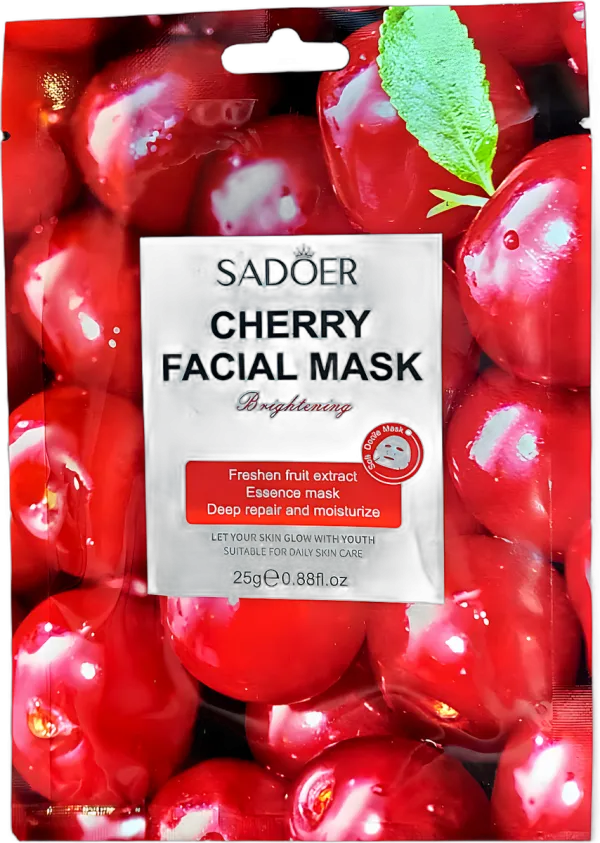 SADOER
CHERRY
FACIAL MASK
Brightening
Mask
Freshen fruit extract
Essence mask
Deep repair and moisturize
LET YOUR SKIN GLOW WITH YOUTH
SUITABLE FOR DAILY SKIN CARE
25g℮0.88fl.oz